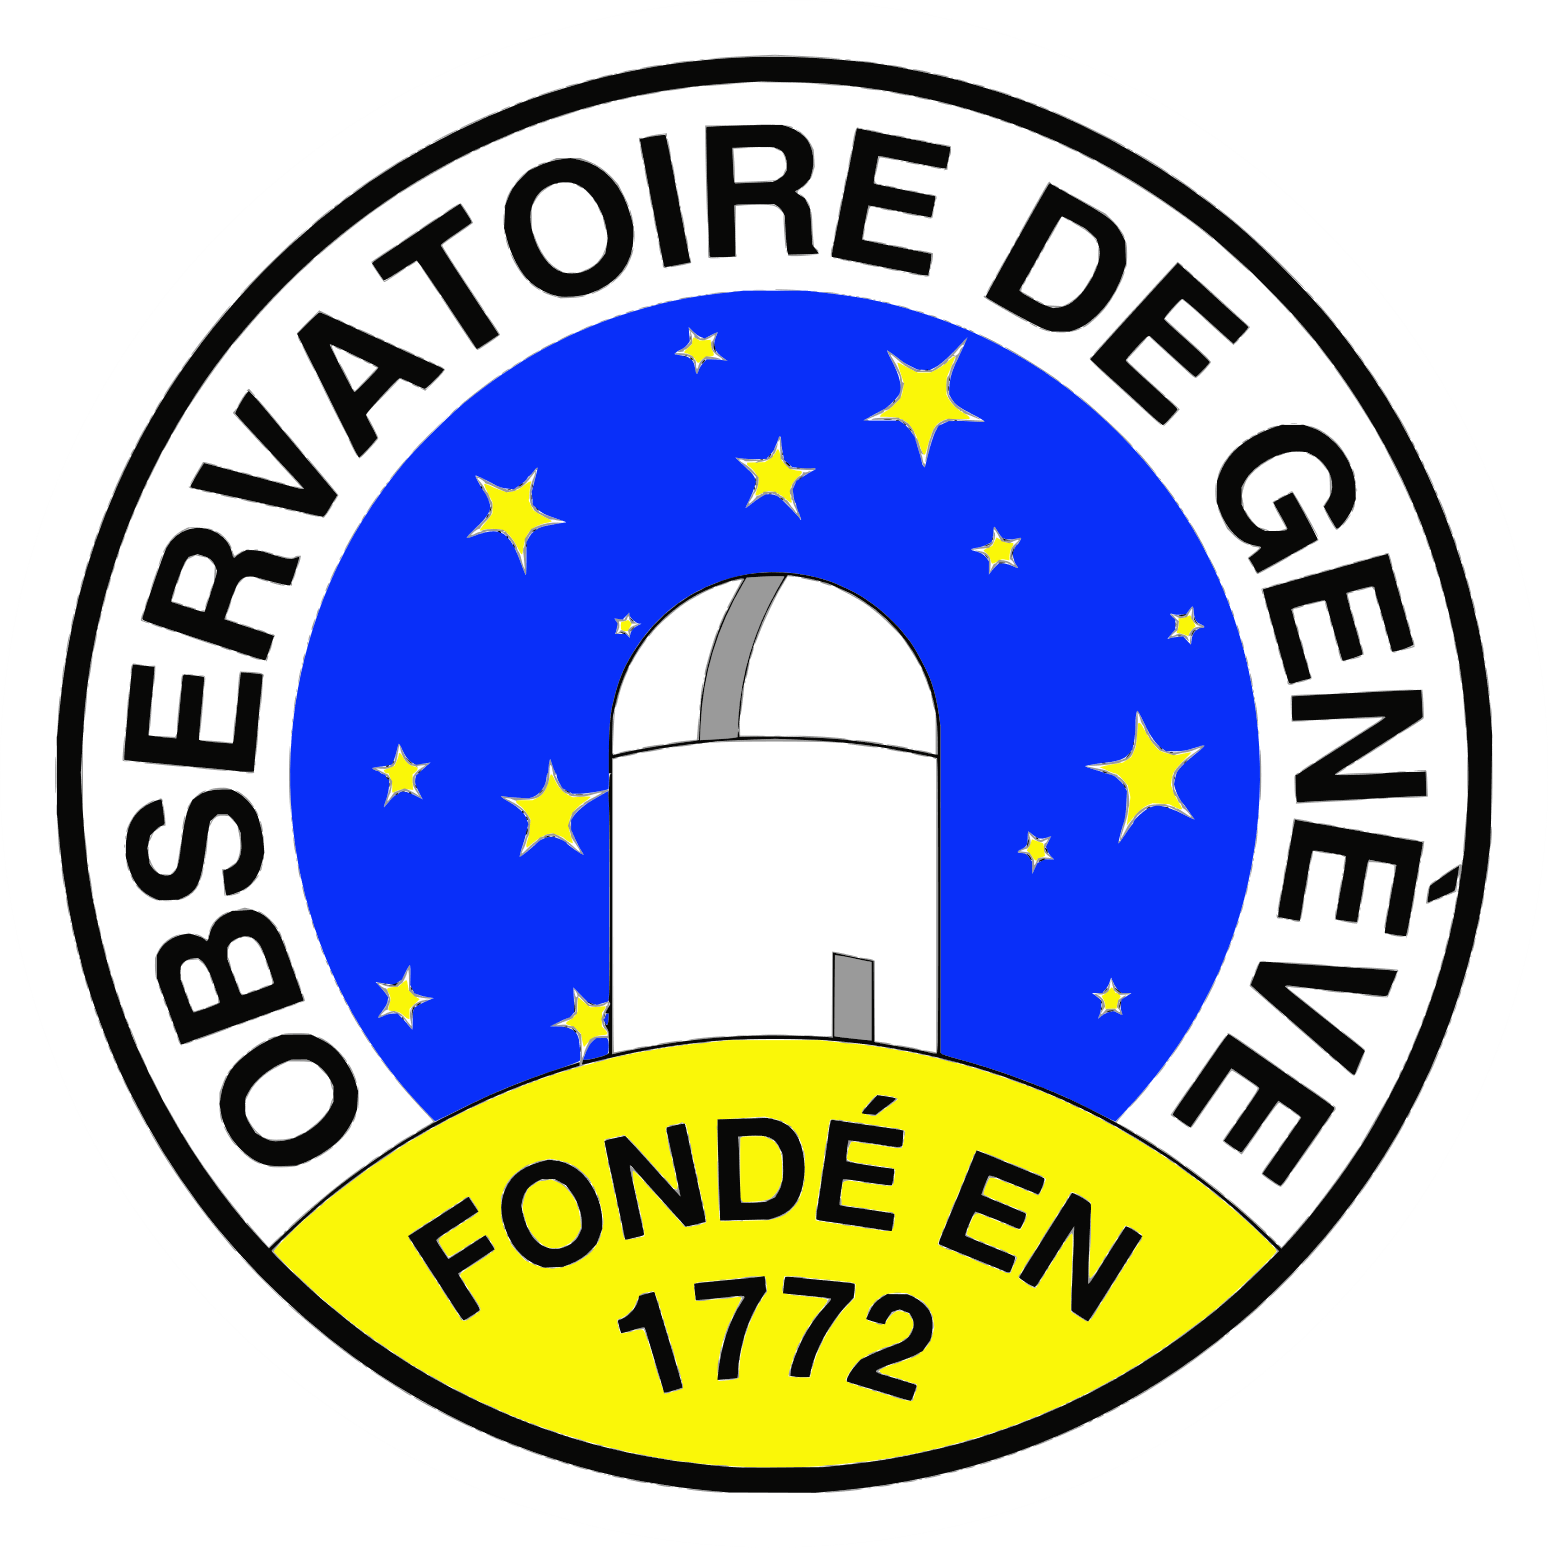 OBSERVATOIRE DE GENÈVE
FONDÉ EN
1772